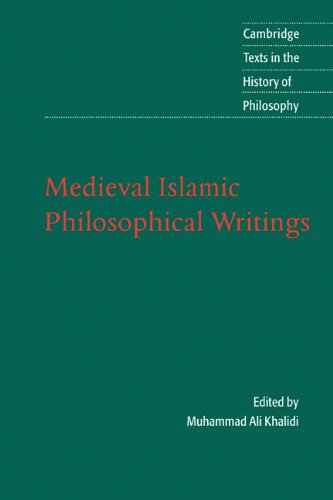 Cambridge
Texts in the
History of
Philosophy
Medieval Islamic
Philosophical Writings
Edited by
Muhammad Ali Khalidi